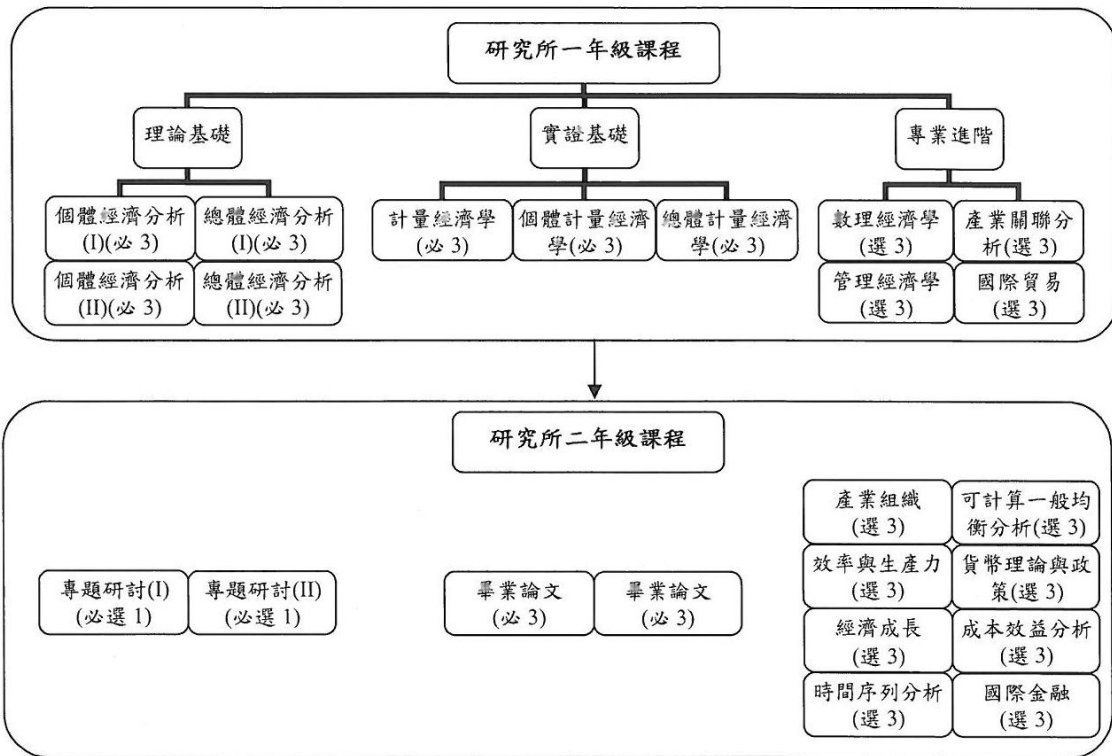 研究所一年級課程
理論基礎
實證基礎
專業進階
個體經濟分析
(I)(必 3)
總體經濟分析
(I)(必 3)
個體經濟分析
(II)(必 3)
總體經濟分析
(II)(必 3)
計量經濟學
(必 3)
個體計量經濟
學(必 3)
總體計量經濟
學(必 3)
數理經濟學
(選 3)
產業關聯分
析(選 3)
管理經濟學
(選 3)
國際貿易
(選 3)
研究所二年級課程
專題研討(I)
(必選 1)
專題研討(II)
(必選 1)
畢業論文
(必 3)
畢業論文
(必 3)
產業組織
(選 3)
可計算一般均
衡分析(選 3)
效率與生產力
(選 3)
貨幣理論與政
策(選 3)
經濟成長
(選 3)
成本效益分析
(選 3)
時間序列分析
(選 3)
國際金融
(選 3)